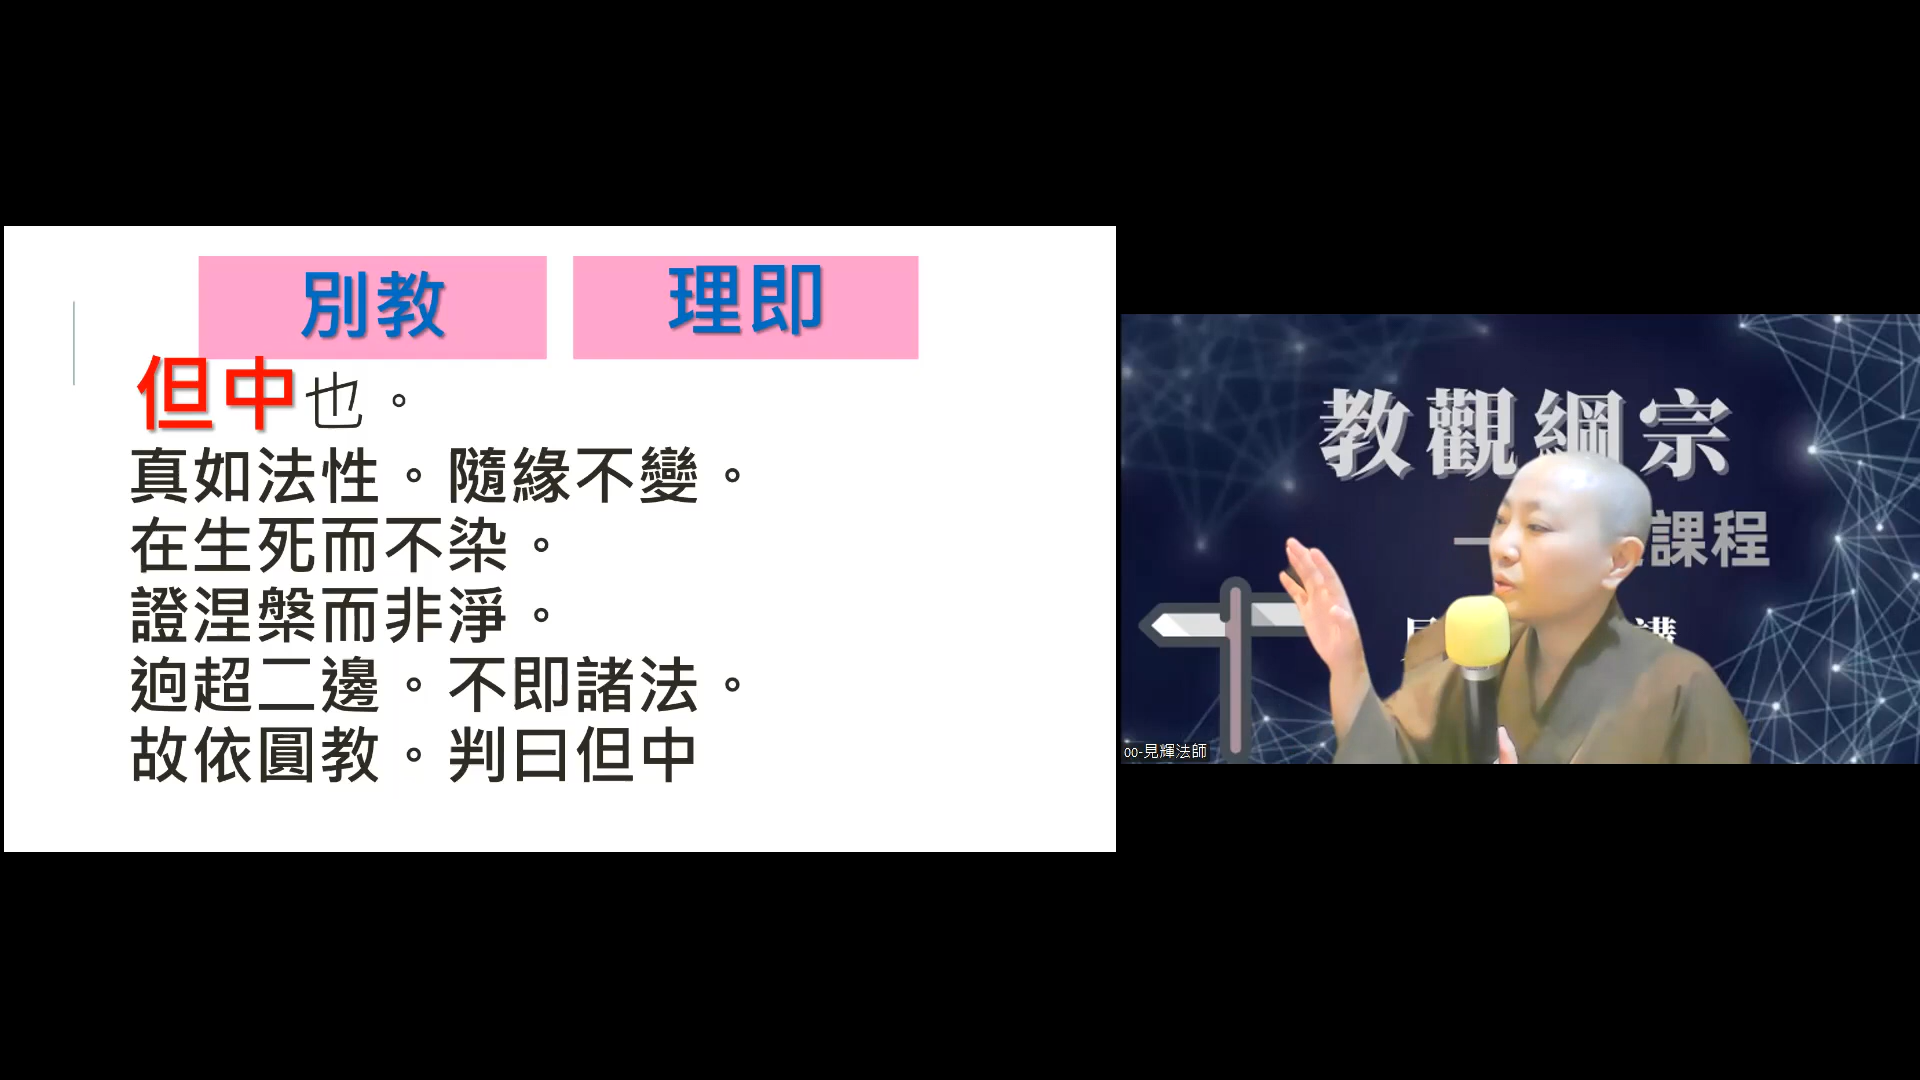 別教
理即
但中也。
真如法性。隨緣不變。
在生死而不染。
證涅槃而非淨。
迥超二邊。不即諸法。
故依圓教。判曰但中
教觀綱宗
課程
講
oo-見輝法師